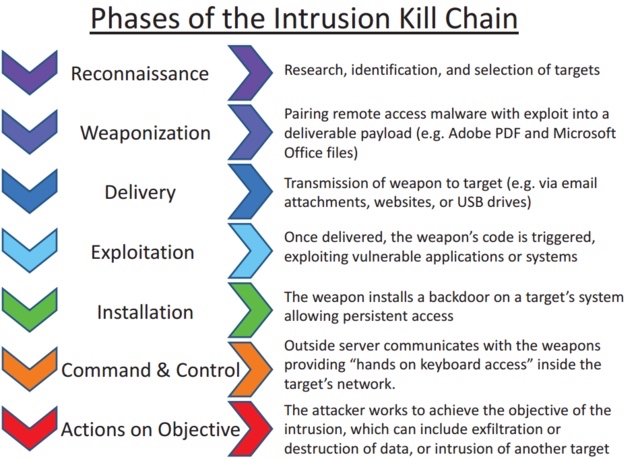 Phases of the Intrusion Kill Chain
Reconnaissance
Research, identification, and selection of targets
Weaponization
Pairing remote access malware with exploit into a
deliverable payload (e.g. Adobe PDF and Microsoft
Office files)
Delivery
Transmission of weapon to target (e.g. via email
attachments, websites, or USB drives)
Exploitation
Once delivered, the weapon's code is triggered,
exploiting vulnerable applications or systems
Installation
The weapon installs a backdoor on a target's system
allowing persistent access
Command & Control
Outside server communicates with the weapons
providing "hands on keyboard access" inside the
target's network.
Actions on Objective
The attacker works to achieve the objective of the
intrusion, which can include exfiltration or
destruction of data, or intrusion of another target